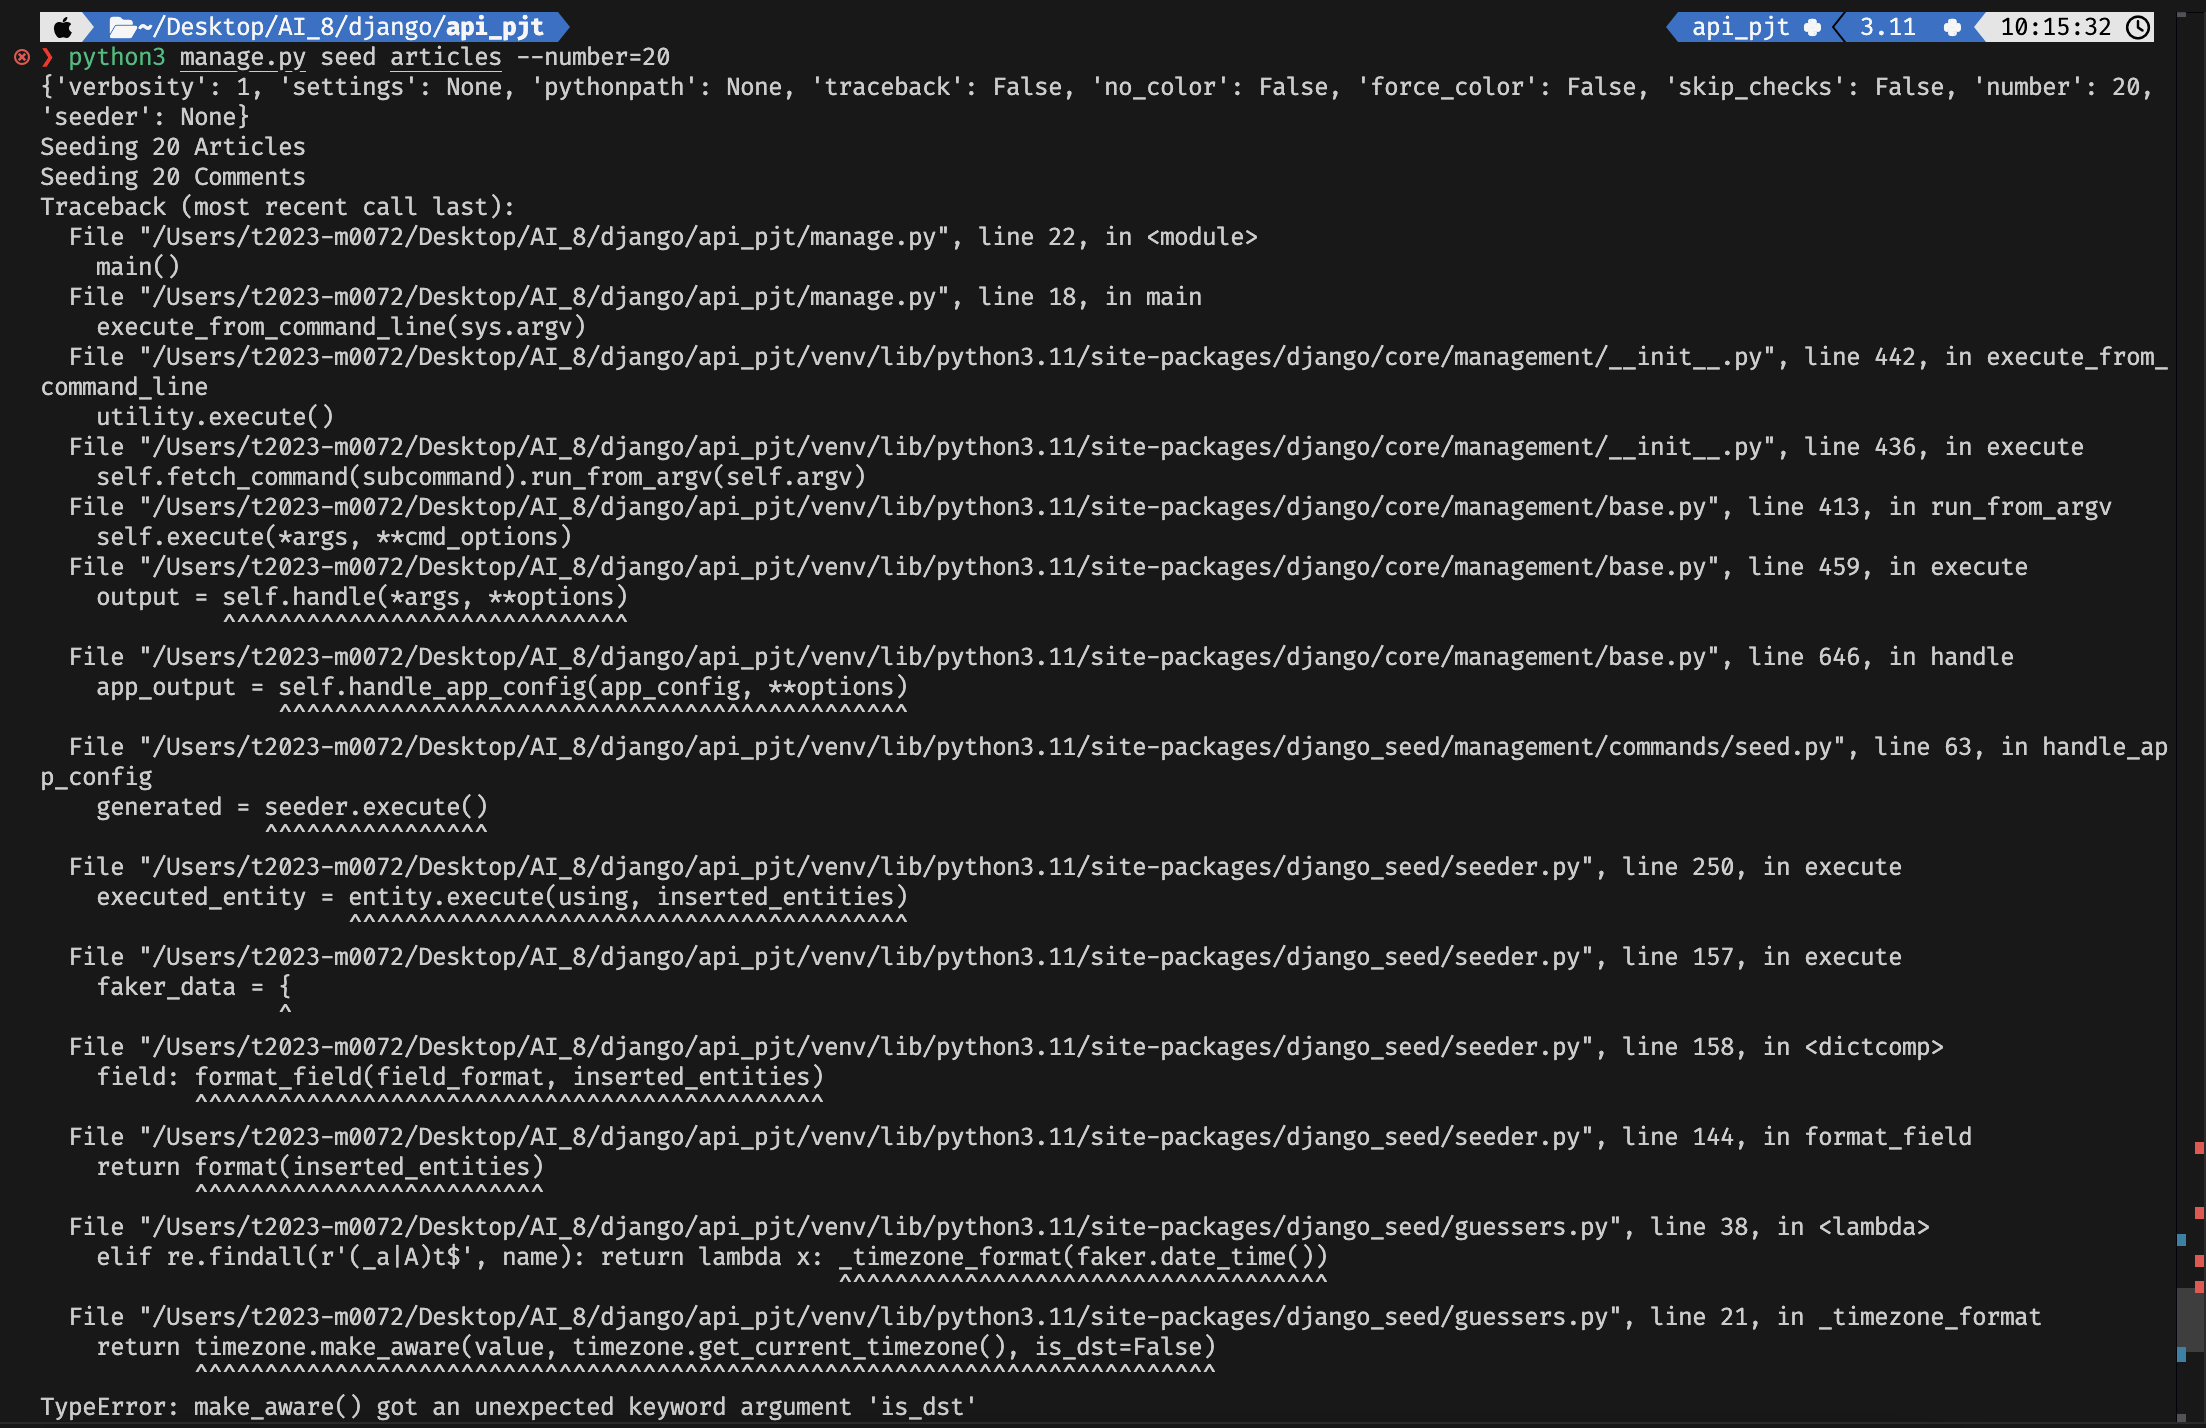 ~/Desktop/AI_8/django/api_pjt api_pjt 3.11 10:15:32
❯ python3 manage.py seed articles --number=20
{'verbosity': 1, 'settings': None, 'pythonpath': None, 'traceback': False, 'no_color': False, 'force_color': False, 'skip_checks': False, 'number': 20,
'seeder': None}
Seeding 20 Articles
Seeding 20 Comments
Traceback (most recent call last):
  File "/Users/t2023-m0072/Desktop/AI_8/django/api_pjt/manage.py", line 22, in <module>
    main()
  File "/Users/t2023-m0072/Desktop/AI_8/django/api_pjt/manage.py", line 18, in main
    execute_from_command_line(sys.argv)
  File "/Users/t2023-m0072/Desktop/AI_8/django/api_pjt/venv/lib/python3.11/site-packages/django/core/management/__init__.py", line 442, in execute_from_
command_line
    utility.execute()
  File "/Users/t2023-m0072/Desktop/AI_8/django/api_pjt/venv/lib/python3.11/site-packages/django/core/management/__init__.py", line 436, in execute
    self.fetch_command(subcommand).run_from_argv(self.argv)
  File "/Users/t2023-m0072/Desktop/AI_8/django/api_pjt/venv/lib/python3.11/site-packages/django/core/management/base.py", line 413, in run_from_argv
    self.execute(*args, **cmd_options)
  File "/Users/t2023-m0072/Desktop/AI_8/django/api_pjt/venv/lib/python3.11/site-packages/django/core/management/base.py", line 459, in execute
    output = self.handle(*args, **options)
             ^^^^^^^^^^^^^^^^^^^^^^^^^^^^^
  File "/Users/t2023-m0072/Desktop/AI_8/django/api_pjt/venv/lib/python3.11/site-packages/django/core/management/base.py", line 646, in handle
    app_output = self.handle_app_config(app_config, **options)
                 ^^^^^^^^^^^^^^^^^^^^^^^^^^^^^^^^^^^^^^^^^^^^^
  File "/Users/t2023-m0072/Desktop/AI_8/django/api_pjt/venv/lib/python3.11/site-packages/django_seed/management/commands/seed.py", line 63, in handle_ap
p_config
    generated = seeder.execute()
                ^^^^^^^^^^^^^^^^
  File "/Users/t2023-m0072/Desktop/AI_8/django/api_pjt/venv/lib/python3.11/site-packages/django_seed/seeder.py", line 250, in execute
    executed_entity = entity.execute(using, inserted_entities)
                      ^^^^^^^^^^^^^^^^^^^^^^^^^^^^^^^^^^^^^^^^
  File "/Users/t2023-m0072/Desktop/AI_8/django/api_pjt/venv/lib/python3.11/site-packages/django_seed/seeder.py", line 157, in execute
    faker_data = {
                 ^
  File "/Users/t2023-m0072/Desktop/AI_8/django/api_pjt/venv/lib/python3.11/site-packages/django_seed/seeder.py", line 158, in <dictcomp>
    field: format_field(field_format, inserted_entities)
           ^^^^^^^^^^^^^^^^^^^^^^^^^^^^^^^^^^^^^^^^^^^^^
  File "/Users/t2023-m0072/Desktop/AI_8/django/api_pjt/venv/lib/python3.11/site-packages/django_seed/seeder.py", line 144, in format_field
    return format(inserted_entities)
           ^^^^^^^^^^^^^^^^^^^^^^^^^
  File "/Users/t2023-m0072/Desktop/AI_8/django/api_pjt/venv/lib/python3.11/site-packages/django_seed/guessers.py", line 38, in <lambda>
    elif re.findall(r'(_a|A)t$', name): return lambda x: _timezone_format(faker.date_time())
                                                         ^^^^^^^^^^^^^^^^^^^^^^^^^^^^^^^^^^^
  File "/Users/t2023-m0072/Desktop/AI_8/django/api_pjt/venv/lib/python3.11/site-packages/django_seed/guessers.py", line 21, in _timezone_format
    return timezone.make_aware(value, timezone.get_current_timezone(), is_dst=False)
           ^^^^^^^^^^^^^^^^^^^^^^^^^^^^^^^^^^^^^^^^^^^^^^^^^^^^^^^^^^^^^^^^^^^^^^^^^
TypeError: make_aware() got an unexpected keyword argument 'is_dst'